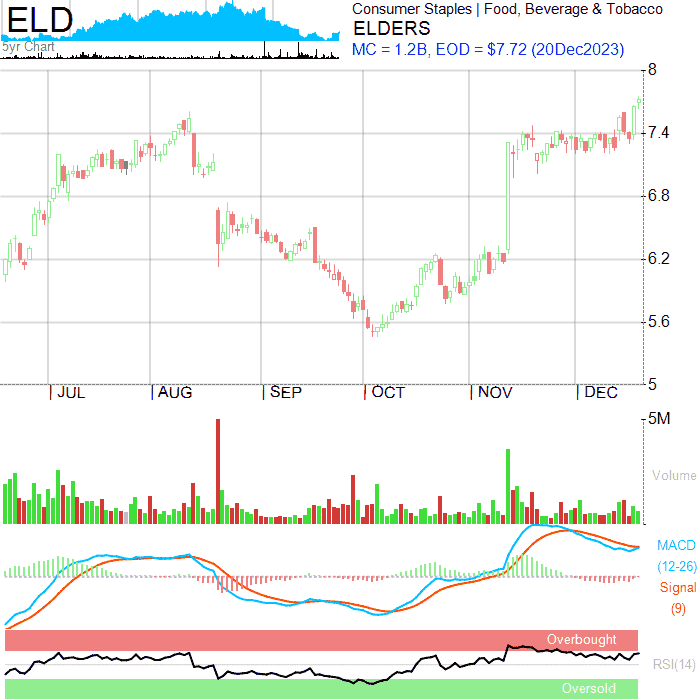 ELD
5yr Chart
Consumer Staples | Food, Beverage & Tobacco
ELDERS
MC = 1.2B, EOD = $7.72 (20Dec2023)
8
7.4
6.8
6.2
5.6
5
JUL AUG SEP OCT NOV DEC
5M
Volume
MACD
(12-26)
Signal
(9)
Overbought
RSI(14)
Oversold